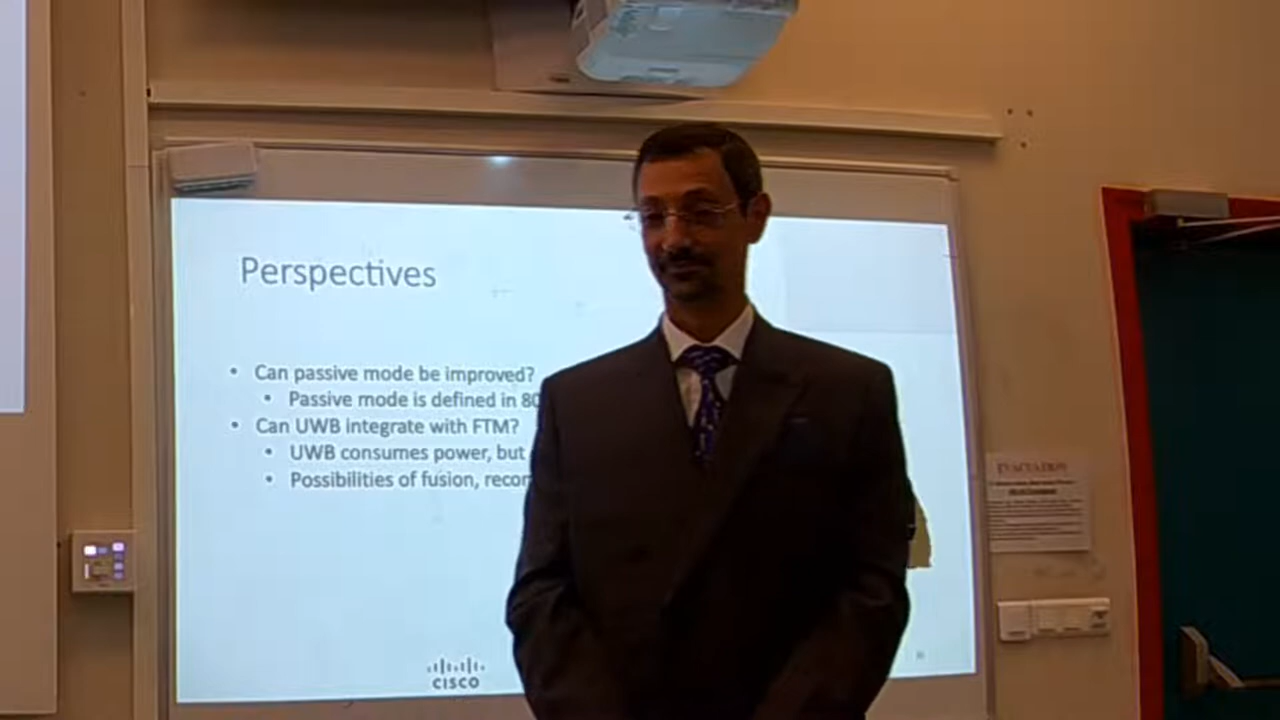 Perspectives
• Can passive mode be improved?
• Passive mode is defined in 80
• Can UWB integrate with FTM?
• UWB consumes power, but
• Possibilities of fusion, recon
CISCO
EVACUATION